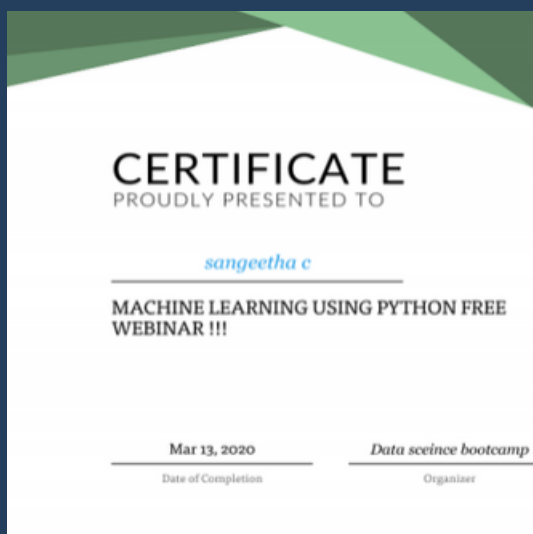 CERTIFICATE
PROUDLY PRESENTED TO
sangeetha c
MACHINE LEARNING USING PYTHON FREE
WEBINAR !!!
Mar 13, 2020
Data sceince bootcamp
Date of Completion
Organizer